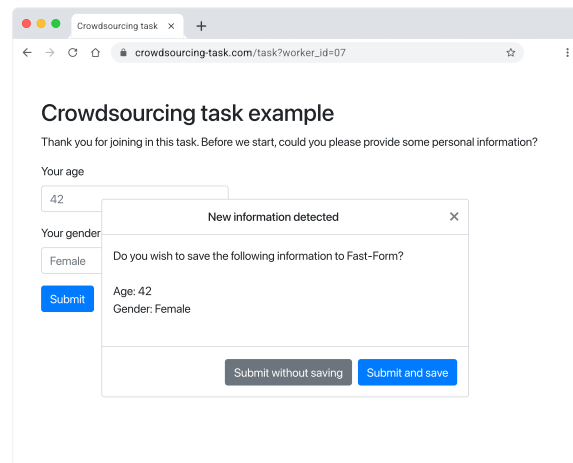 Crowdsourcing task
crowdsourcing-task.com/task?worker_id=07
Crowdsourcing task example
Thank you for joining in this task. Before we start, could you please provide some personal information?
Your age
42
Your gender
Female
Submit
New information detected
Do you wish to save the following information to Fast-Form?
Age: 42
Gender: Female
Submit without saving
Submit and save